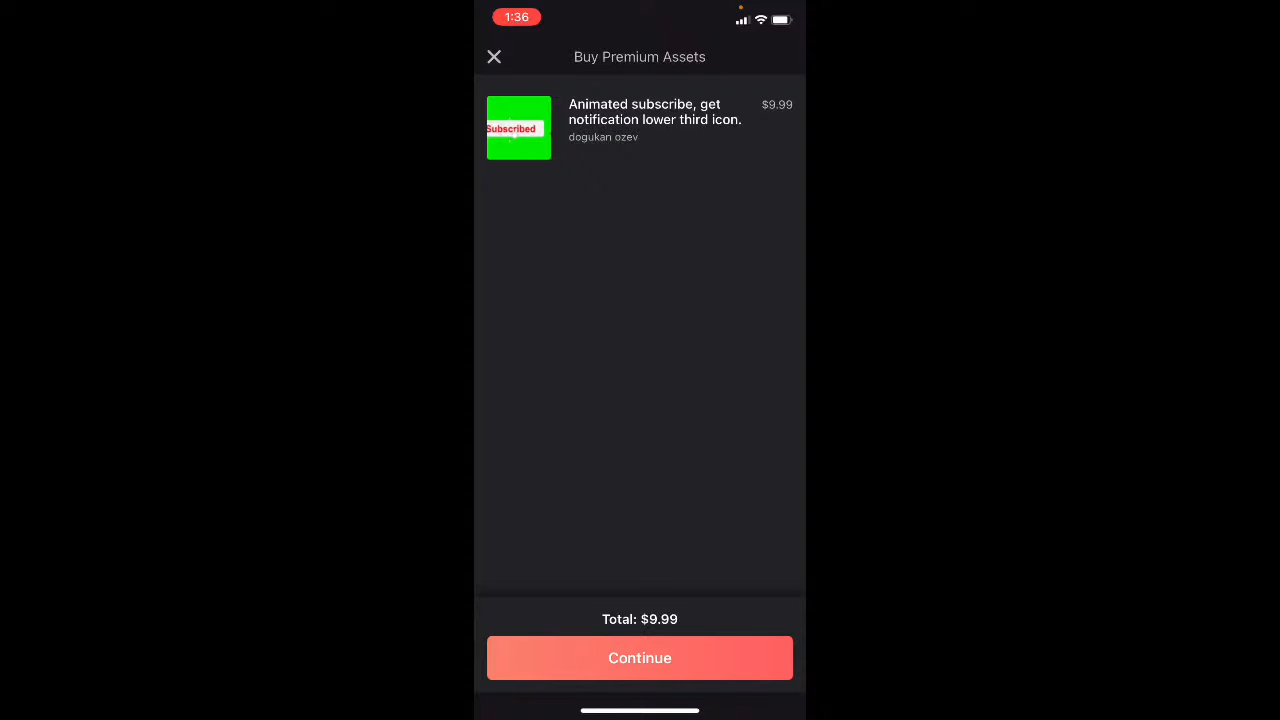 1:36
Buy Premium Assets
Subscribed
Animated subscribe, get
notification lower third icon.
dogukan ozev
$9.99
Total: $9.99
Continue